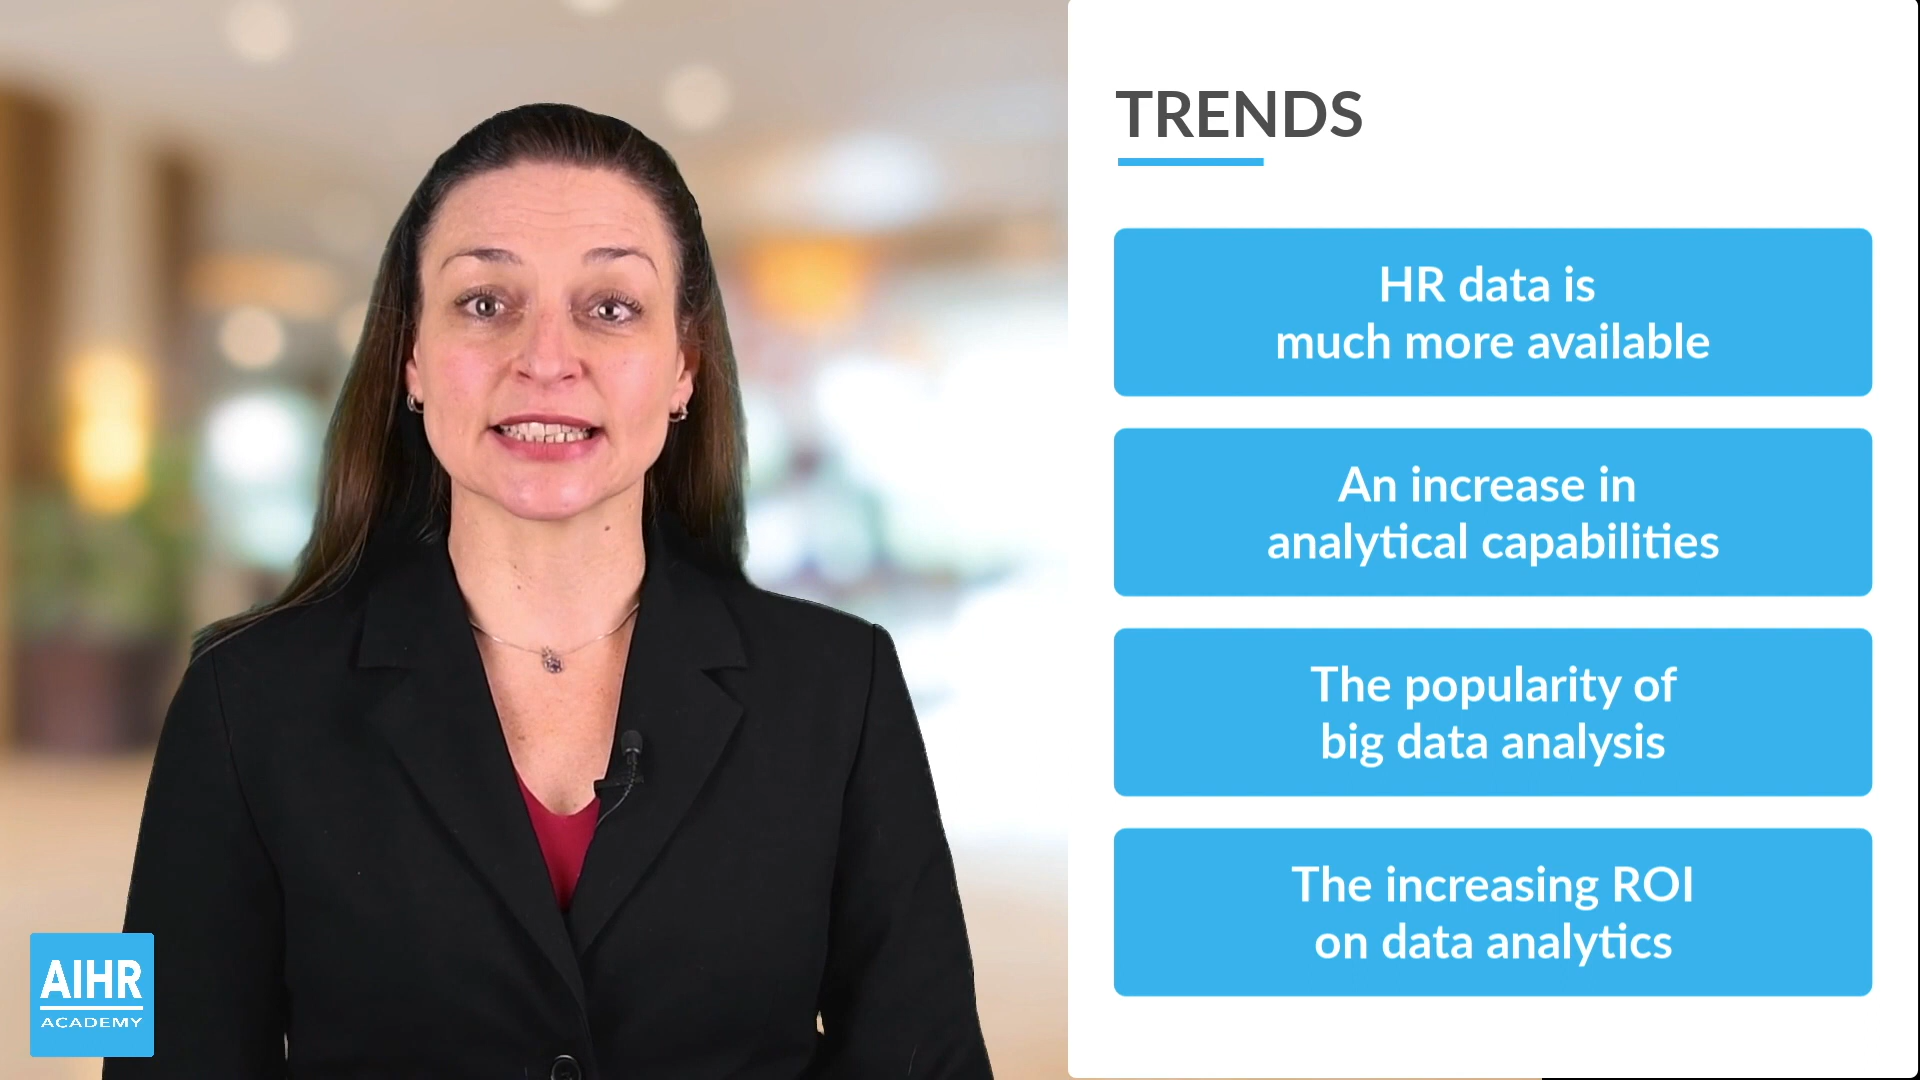 TRENDS
HR data is
much more available
An increase in
analytical capabilities
The popularity of
big data analysis
The increasing ROI
on data analytics
AIHR
ACADEMY